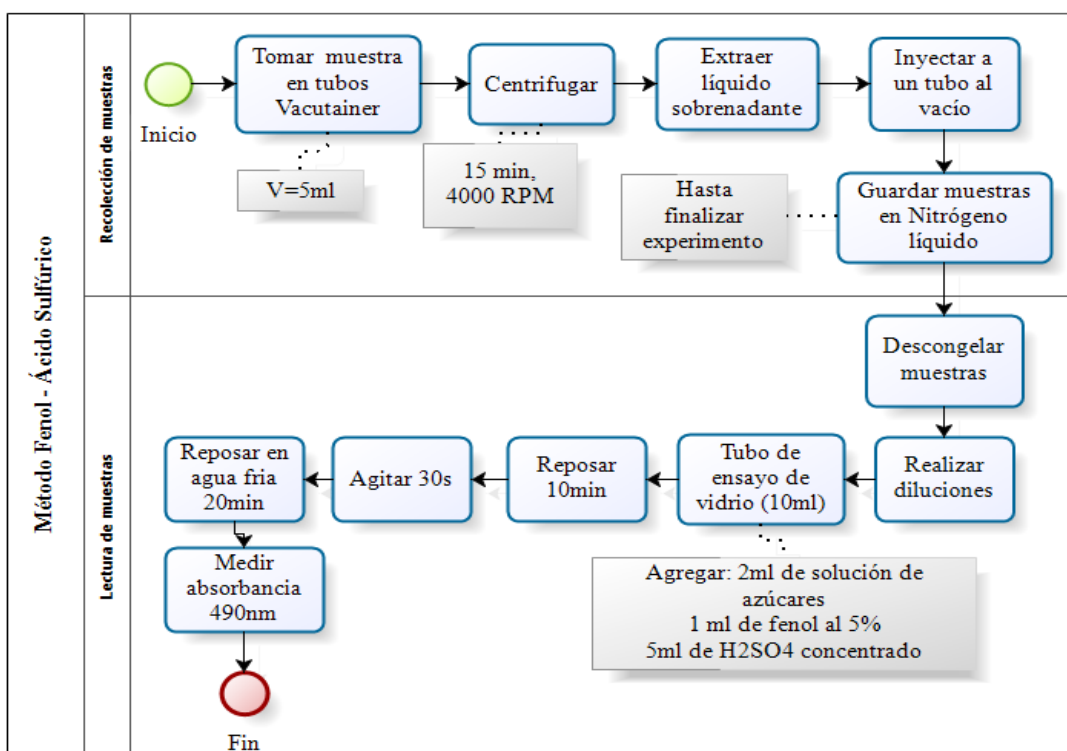 Método Fenol - Ácido Sulfúrico
Recolección de muestras
Inicio
Tomar muestra
en tubos
Vacutainer
V=5ml
Centrifugar
15 min,
4000 RPM
Extraer
líquido
sobrenadante
Inyectar a
un tubo al
vacío
Guardar muestras
en Nitrógeno
líquido
Hasta
finalizar
experimento
Lectura de muestras
Descongelar
muestras
Realizar
diluciones
Tubo de
ensayo de
vidrio (10ml)
Agregar: 2ml de solución de
azúcares
1 ml de fenol al 5%
5ml de H2SO4 concentrado
Reposar
10min
Agitar 30s
Reposar en
agua fria
20min
Medir
absorbancia
490nm
Fin